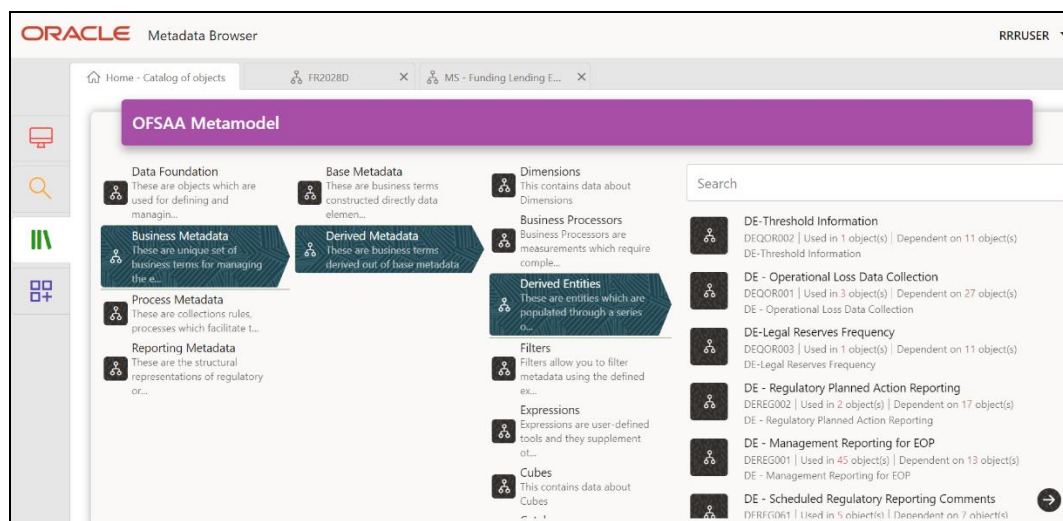 ORACLE Metadata Browser
RRRUSER
Home - Catalog of objects
FR2028D
MS - Funding Lending E...
OFSAA Metamodel
Data Foundation
These are objects which are
used for defining and
managin...
Business Metadata
These are unique set of
business terms for managing
the e...
Process Metadata
These are collections rules,
processes which facilitate t...
Reporting Metadata
These are the structural
representations of regulatory
or...
Base Metadata
These are business terms
constructed directly data
elemen...
Derived Metadata
These are business terms
derived out of base metadata
Dimensions
This contains data about
Dimensions
Business Processors
Business Processors are
measurements which require
comple...
Derived Entities
These are entities which are
populated through a series
o...
Filters
Filters allow you to filter
metadata using the defined
ex...
Expressions
Expressions are user-defined
tools and they supplement
ot...
Cubes
This contains data about
Cubes
Search
DE-Threshold Information
DEQOR002 | Used in 1 object(s) | Dependent on 11 object(s)
DE-Threshold Information
DE - Operational Loss Data Collection
DEQOR001 | Used in 3 object(s) | Dependent on 27 object(s)
DE - Operational Loss Data Collection
DE-Legal Reserves Frequency
DEQOR003 | Used in 1 object(s) | Dependent on 11 object(s)
DE-Legal Reserves Frequency
DE - Regulatory Planned Action Reporting
DEREG002 | Used in 2 object(s) | Dependent on 17 object(s)
DE - Regulatory Planned Action Reporting
DE - Management Reporting for EOP
DEREG001 | Used in 45 object(s) | Dependent on 13 object(s)
DE - Management Reporting for EOP
DE - Scheduled Regulatory Reporting Comments
DEREG061 | Used in 5 object(s) | Dependent on 7 object(s)